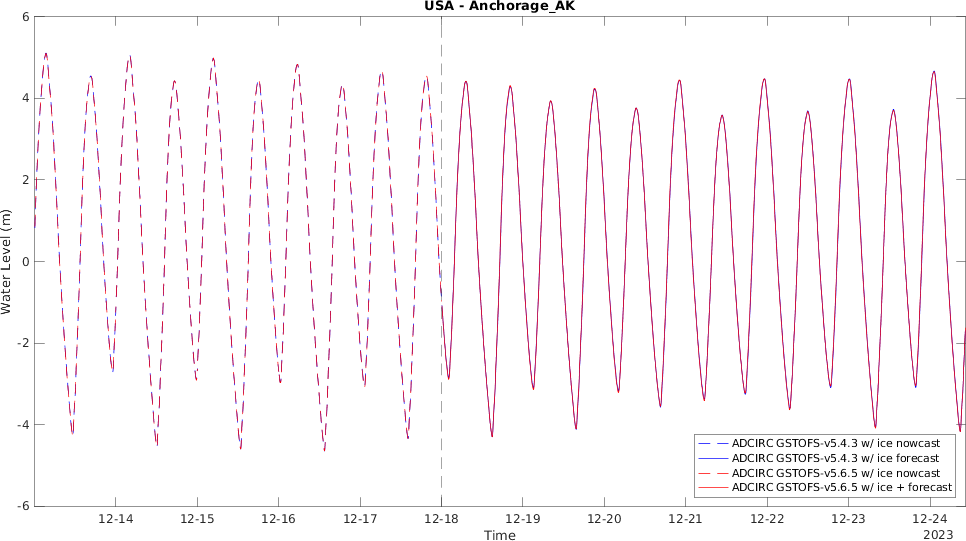 USA - Anchorage_AK
6
4
2
0
-2
-4
-6
Water Level (m)
ADCIRC GSTOFS-v5.4.3 w/ ice nowcast
ADCIRC GSTOFS-v5.4.3 w/ ice forecast
ADCIRC GSTOFS-v5.6.5 w/ ice nowcast
ADCIRC GSTOFS-v5.6.5 w/ ice + forecast
12-14 12-15 12-16 12-17 12-18 12-19 12-20 12-21 12-22 12-23 12-24
Time
2023